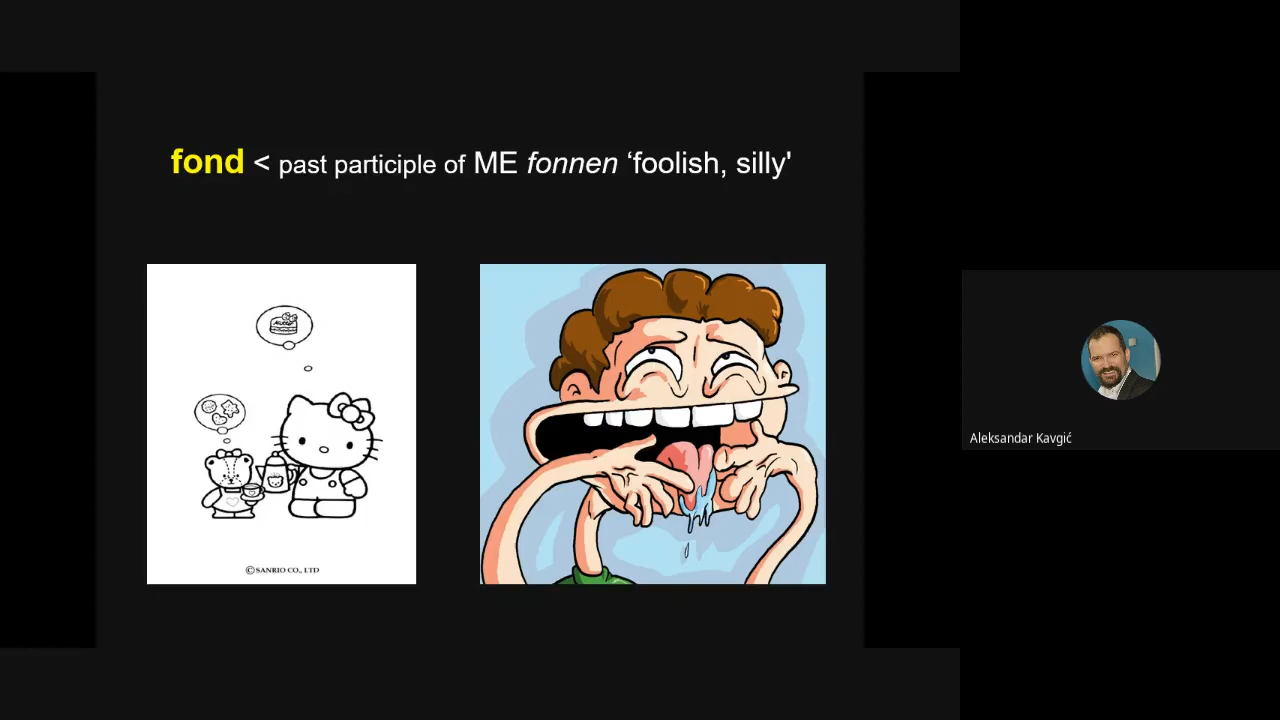 fond < past participle of ME fonnen ‘foolish, silly'
©SANRIO CO., LTD
Aleksandar Kavgić